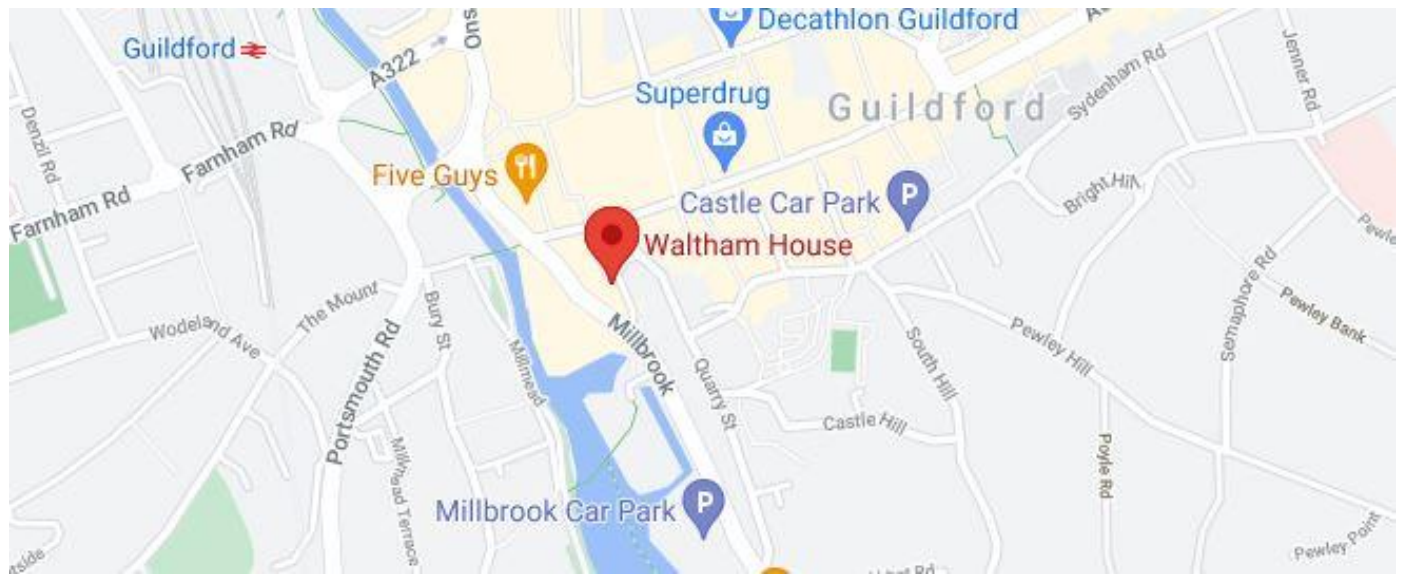 Decathlon Guildford
Guildford
A322
Superdrug
Guildford
Jenner Rd
Sydenham Rd
Denzil Rd
Farnham Rd
Five Guys
Farnham Rd
Castle Car Park
P
Bright Hill
Waltham House
The Mount
Wodeland Ave
Bury St
Portsmouth Rd
Millmead
Millbrook
Quarry St
South Hill
Pewley Hill
Semaphore Rd
Pewley Bank
Castle Hill
Millmead Terrace
Poyle Rd
Millbrook Car Park
P
Pewley Point